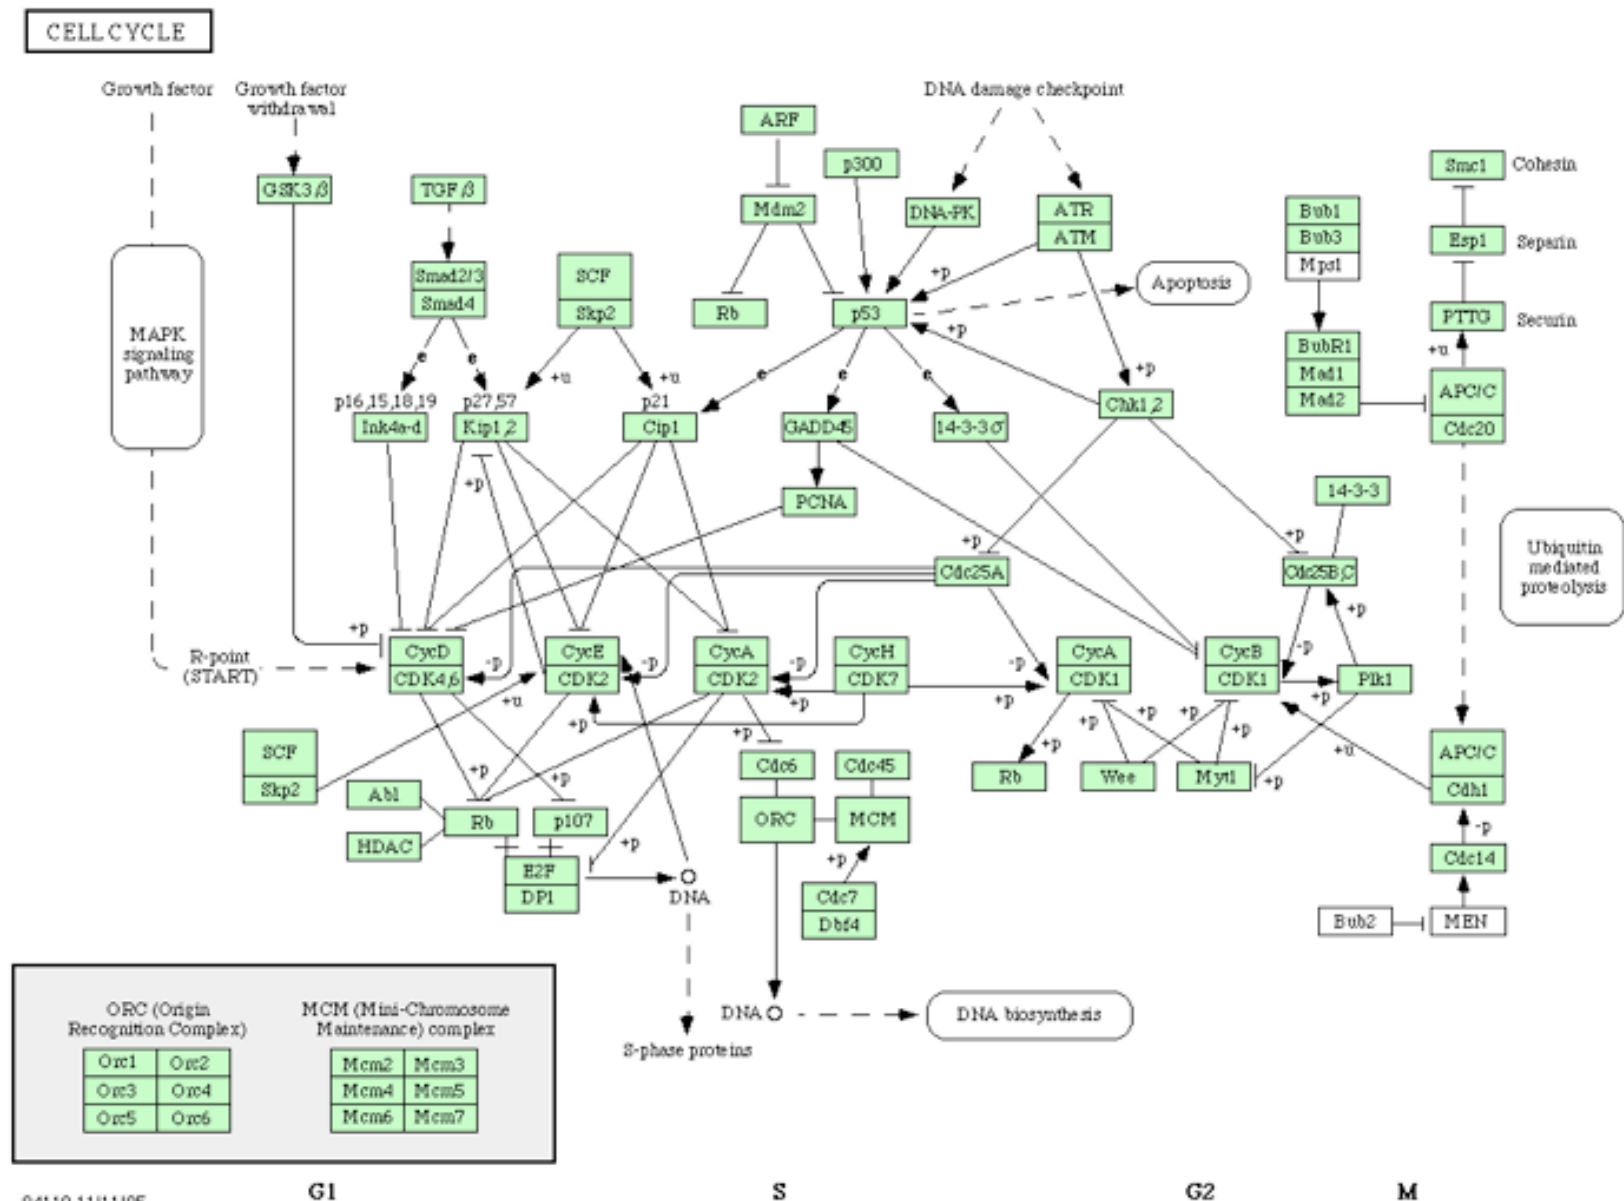 CELL CYCLE
Growth factor
Growth factor
withdrawal
DNA damage checkpoint
ARF
p300
Smc1
Cohesin
GSK3β
TGFβ
Mdm2
DNA-PK
ATR
ATM
Bub1
Bub3
Mps1
Esp1
Separin
+p
Smad2/3
Smad4
SCF
Skp2
Rb
p53
Apoptosis
PTTG
Securin
MAPK
signaling
pathway
+p
+u
BubR1
Mad1
Mad2
e
e
+u
+u
e
e
e
+p
APC/C
Cdc20
p16,15,18,19
Ink4a-d
p27,57
Kip1,2
p21
Cip1
GADD45
14-3-3σ
Chk1,2
+p
PCNA
14-3-3
+p
+p
Cdc25A
Cdc25B,C
Ubiquitin
mediated
proteolysis
+p
+p
R-point
(START)
CycD
CDK4,6
-p
CycE
CDK2
-p
CycA
CDK2
-p
CycH
CDK7
-p
CycA
CDK1
CycB
CDK1
-p
Plk1
+u
+p
+p
+p
+p
+p
+p
+p
+p
+p
+p
+p
+u
SCF
Skp2
+p
+p
Cdc6
Cdc45
Rb
Wee
Myt1
+p
APC/C
Cdh1
Abl
HDAC
Rb
p107
ORC
MCM
-p
+p
+p
E2F
DP1
DNA
Cdc7
Dbf4
Cdc14
Bub2
MEN
ORC (Origin
Recognition Complex)
MCM (Mini-Chromosome
Maintenance) complex
DNA
DNA biosynthesis
S-phase proteins
Orc1 Orc2
Orc3 Orc4
Orc5 Orc6
Mcm2 Mcm3
Mcm4 Mcm5
Mcm6 Mcm7
G1
S
G2
M